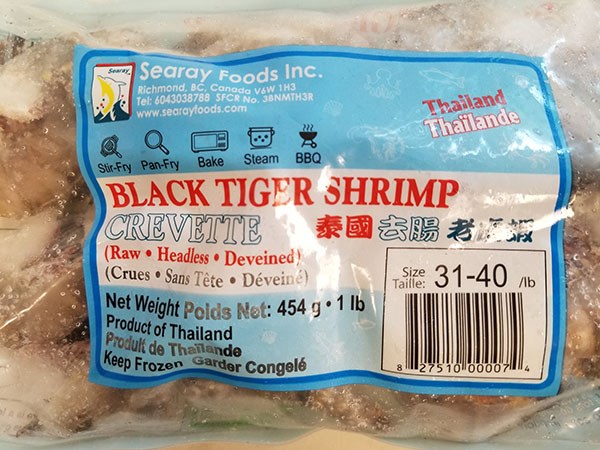 Searay
Searay Foods Inc.
Richmond, BC, Canada V6W 1H3
Tel: 6043038788 SFCR No. 3BNMTH3R
www.searayfoods.com
Thailand
Thaïlande
Stir-Fry Pan-Fry Bake Steam BBQ
BLACK TIGER SHRIMP
CREVETTE 泰國去腸老虎蝦
(Raw • Headless • Deveined)
(Crues • Sans Tête • Déveiné)
Size
Taille: 31-40 /lb
Net Weight Poids Net: 454 g • 1 lb
Product of Thailand
Produit de Thaïlande
Keep Frozen Garder Congelé
8 27510 00007 4